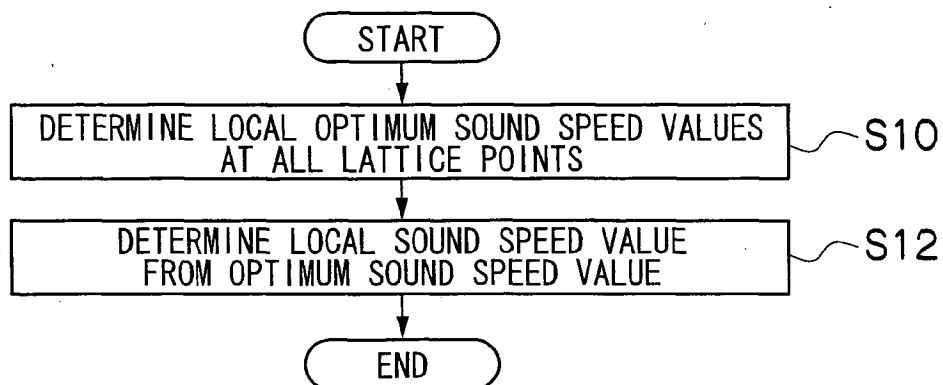 START
DETERMINE LOCAL OPTIMUM SOUND SPEED VALUES
AT ALL LATTICE POINTS
S10
DETERMINE LOCAL SOUND SPEED VALUE
FROM OPTIMUM SOUND SPEED VALUE
S12
END